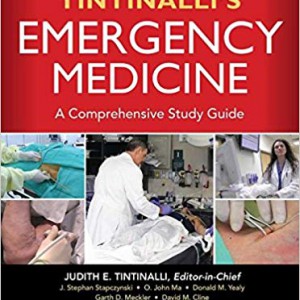 TINTINALLI'S
EMERGENCY
MEDICINE
A Comprehensive Study Guide
JUDITH E. TINTINALLI, Editor-in-Chief
J. Stephan Stapczynski • O. John Ma • Donald M. Yealy
Garth D. Meckler • David M. Cline